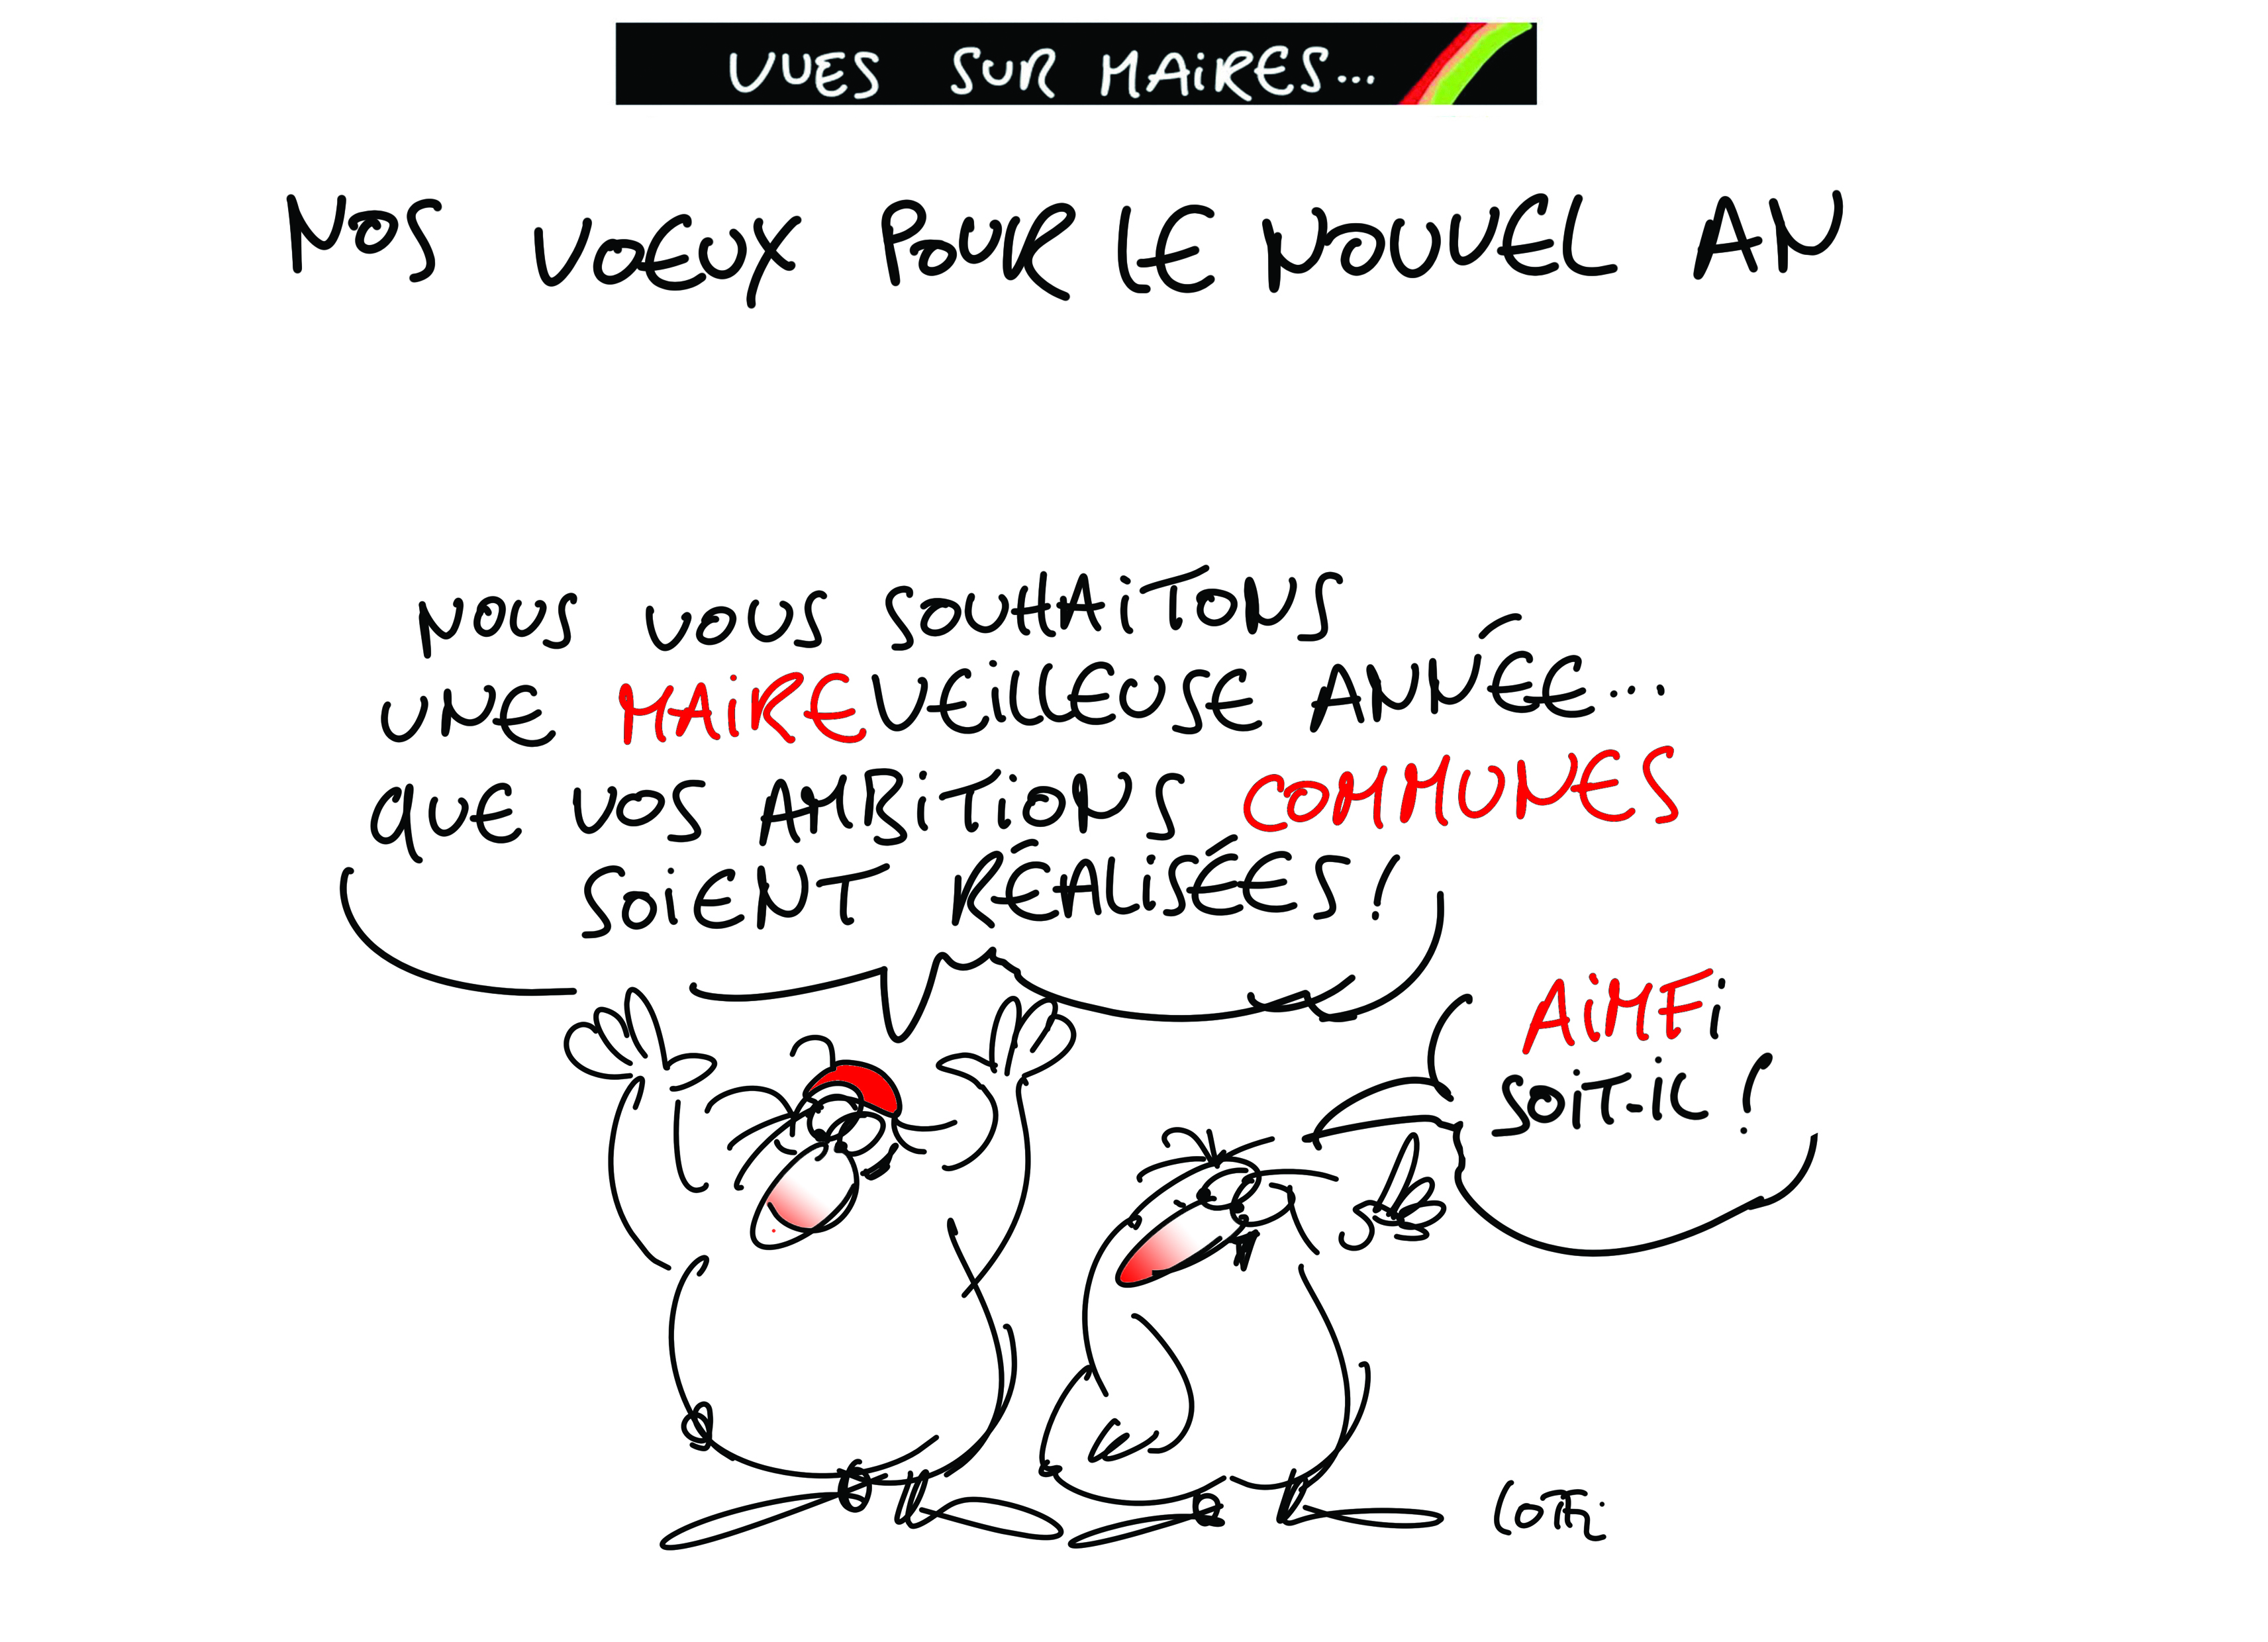 VUES SUR MAiRES...
NOS VOEUX POUR LE NOUVEL AN
NOUS VOUS SOUHAiTONS
UNE MAiREVEiLLEUSE ANNÉE...
QUE VOS AMBiTiONS COMMUNES
SOiENT RÉALiSÉES!
AiMFi
SOiT-iL!